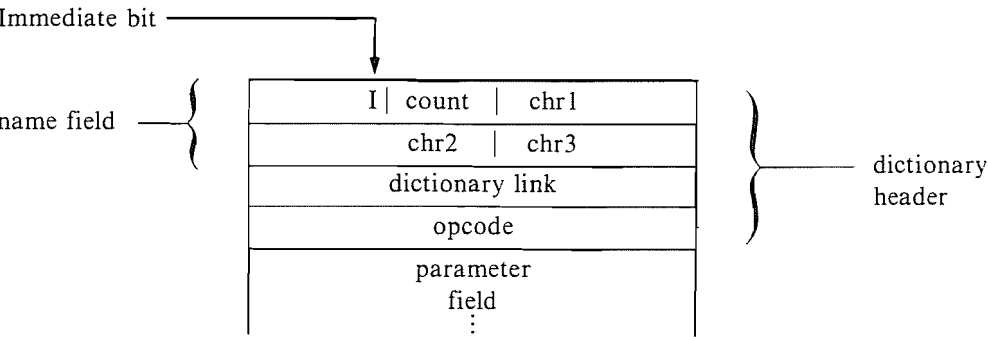 Immediate bit
I | count | chr1
name field
chr2 | chr3
dictionary link
dictionary
header
opcode
parameter
field
⋮